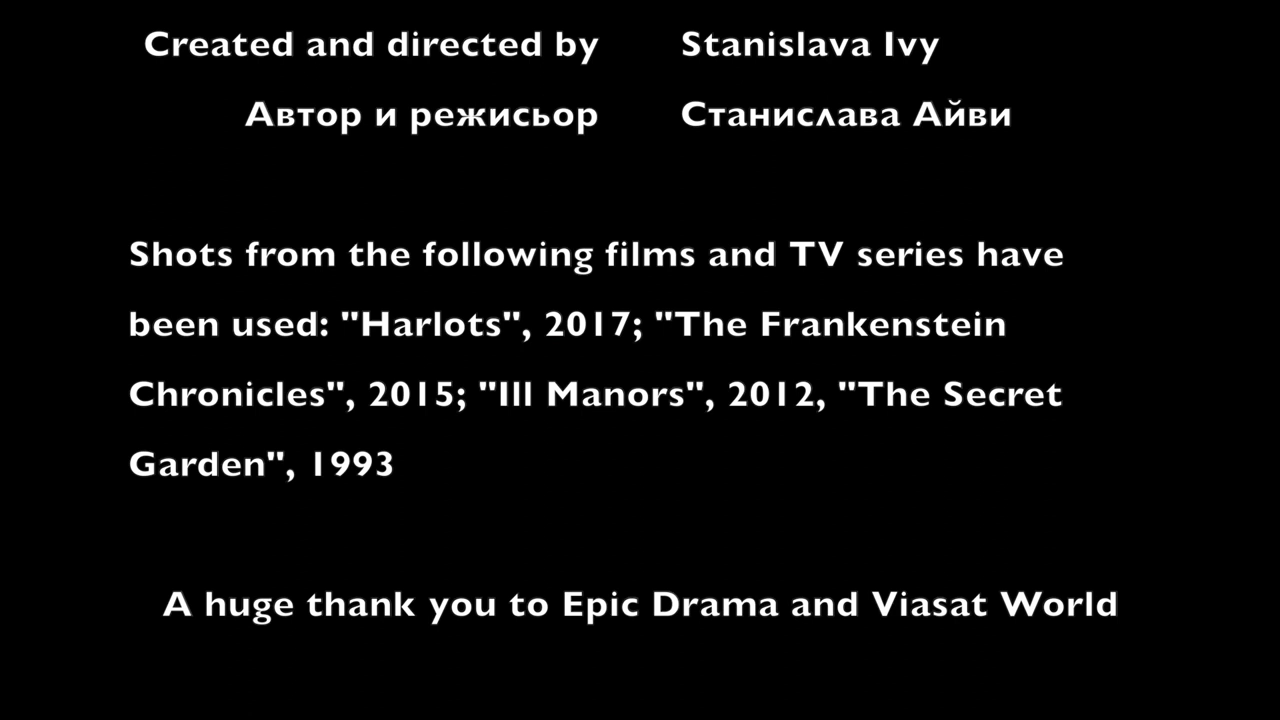 Created and directed by Stanislava Ivy
Автор и режисьор Станислава Айви
Shots from the following films and TV series have
been used: "Harlots", 2017; "The Frankenstein
Chronicles", 2015; "Ill Manors", 2012, "The Secret
Garden", 1993
A huge thank you to Epic Drama and Viasat World